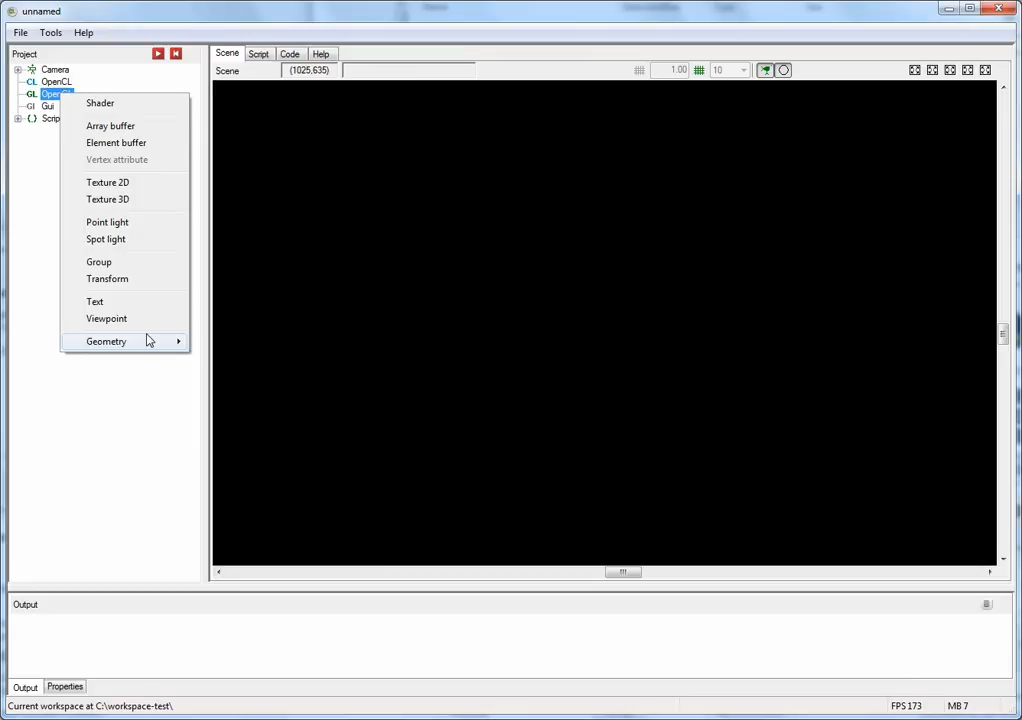 unnamed
File Tools Help
Project
Scene Script Code Help
Scene (1025,635) 1.00 10
Camera
CL OpenCL
GL
GI Gui
{ }
Shader
Array buffer
Element buffer
Vertex attribute
Texture 2D
Texture 3D
Point light
Spot light
Group
Transform
Text
Viewpoint
Geometry
Output
Output Properties
Current workspace at C:\workspace-test\ FPS 173 MB 7